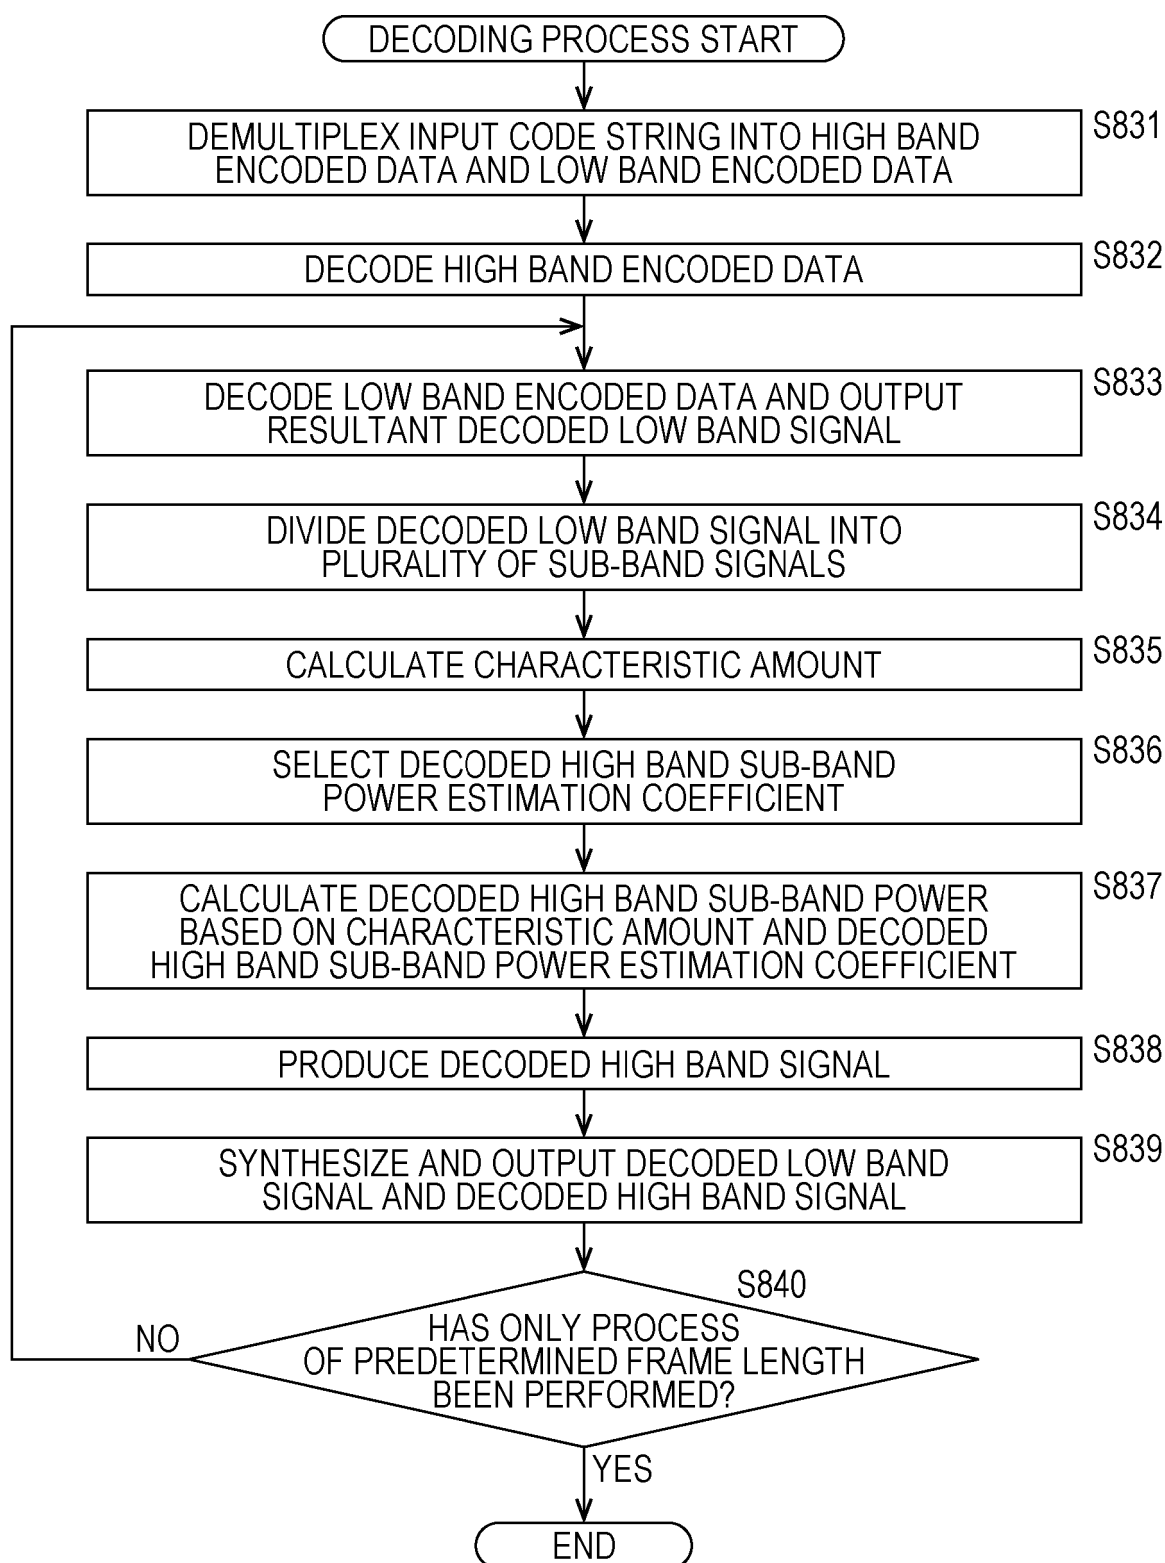 DECODING PROCESS START
S831
DEMULTIPLEX INPUT CODE STRING INTO HIGH BAND
ENCODED DATA AND LOW BAND ENCODED DATA
S832
DECODE HIGH BAND ENCODED DATA
S833
DECODE LOW BAND ENCODED DATA AND OUTPUT
RESULTANT DECODED LOW BAND SIGNAL
S834
DIVIDE DECODED LOW BAND SIGNAL INTO
PLURALITY OF SUB-BAND SIGNALS
S835
CALCULATE CHARACTERISTIC AMOUNT
S836
SELECT DECODED HIGH BAND SUB-BAND
POWER ESTIMATION COEFFICIENT
S837
CALCULATE DECODED HIGH BAND SUB-BAND POWER
BASED ON CHARACTERISTIC AMOUNT AND DECODED
HIGH BAND SUB-BAND POWER ESTIMATION COEFFICIENT
S838
PRODUCE DECODED HIGH BAND SIGNAL
S839
SYNTHESIZE AND OUTPUT DECODED LOW BAND
SIGNAL AND DECODED HIGH BAND SIGNAL
S840
NO
HAS ONLY PROCESS
OF PREDETERMINED FRAME LENGTH
BEEN PERFORMED?
YES
END